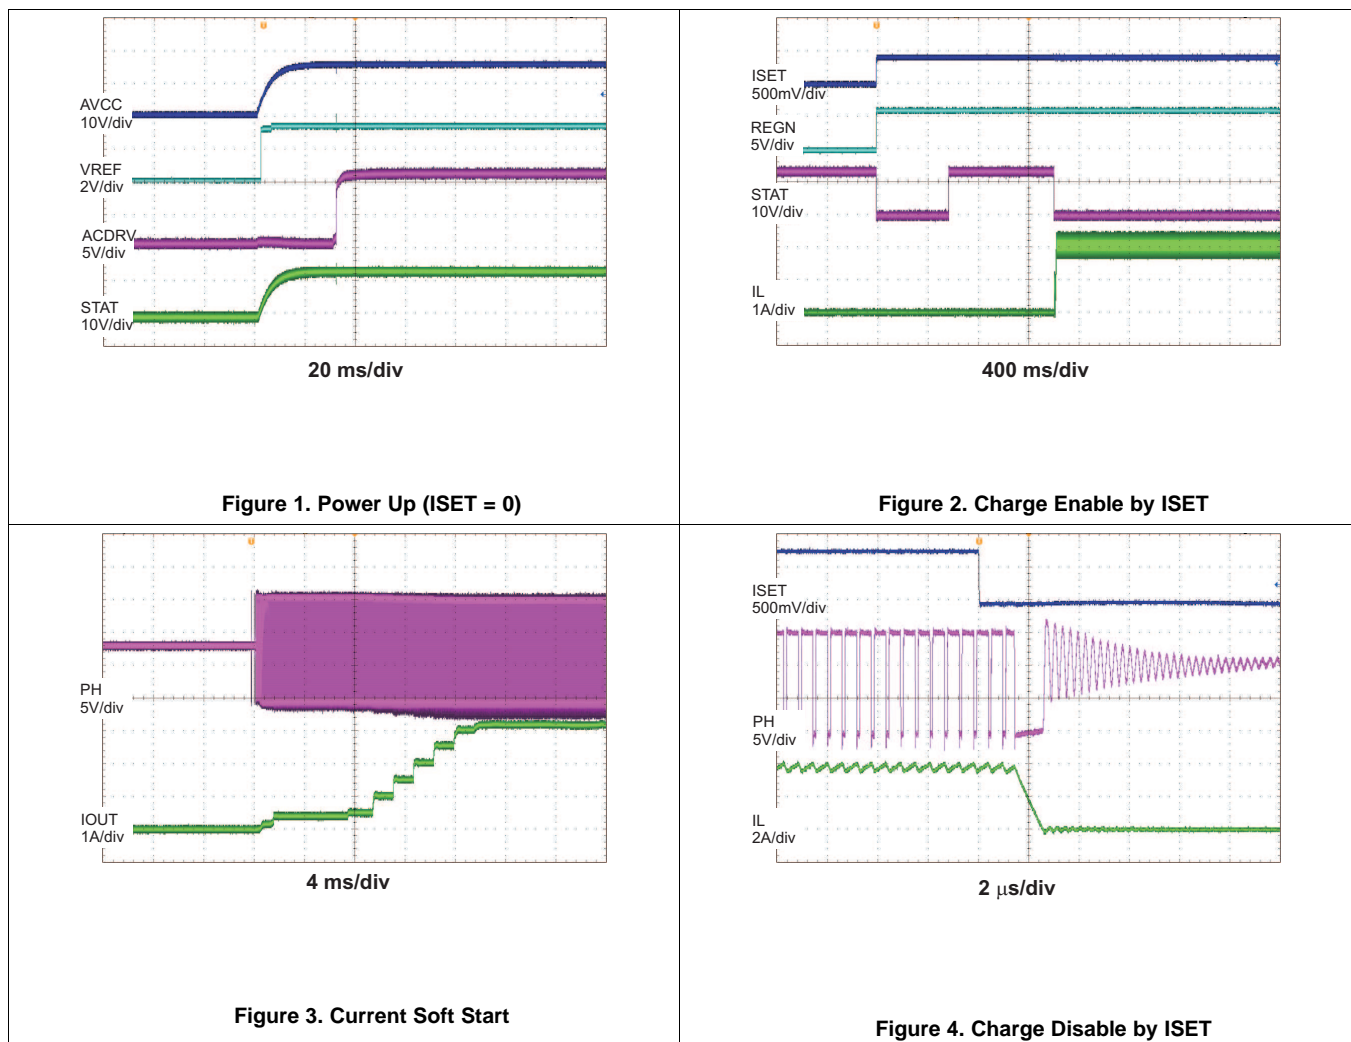 AVCC
10V/div
VREF
2V/div
ACDRV
5V/div
STAT
10V/div
20 ms/div
Figure 1. Power Up (ISET = 0)
ISET
500mV/div
REGN
5V/div
STAT
10V/div
IL
1A/div
400 ms/div
Figure 2. Charge Enable by ISET
PH
5V/div
IOUT
1A/div
4 ms/div
Figure 3. Current Soft Start
ISET
500mV/div
PH
5V/div
IL
2A/div
2 μs/div
Figure 4. Charge Disable by ISET